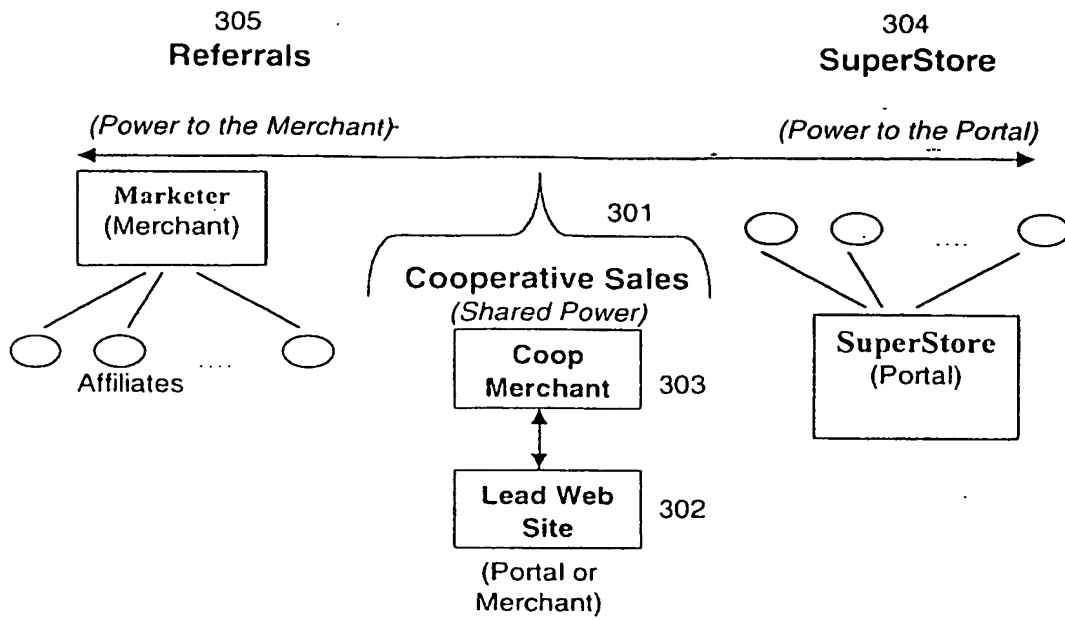 305
Referrals
304
SuperStore
(Power to the Merchant)
(Power to the Portal)
Marketer
(Merchant)
301
....
Cooperative Sales
(Shared Power)
....
Affiliates
Coop
Merchant
303
SuperStore
(Portal)
Lead Web
Site
302
(Portal or
Merchant)